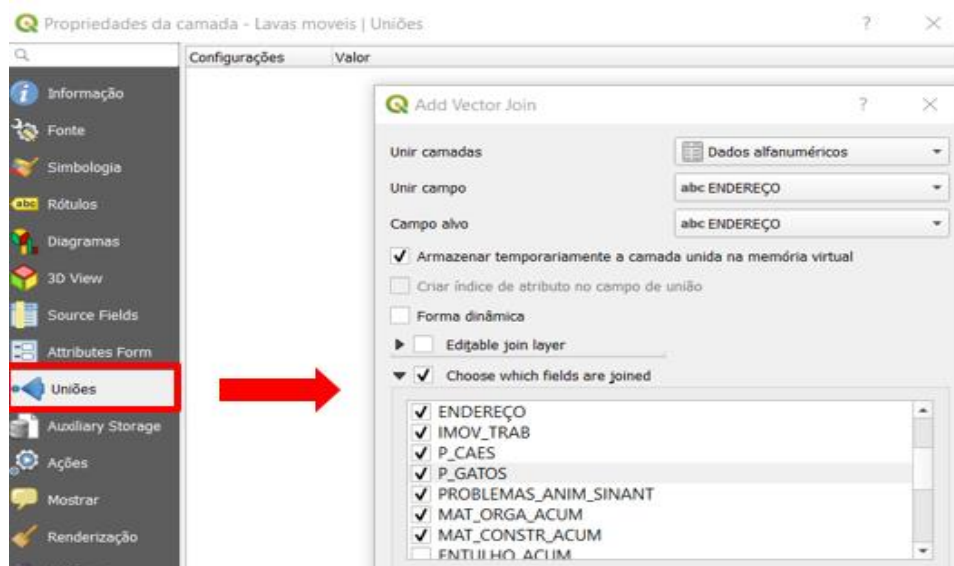 Propriedades da camada - Lavas moveis | Uniões
Configurações Valor
Informação
Fonte
Simbologia
abc Rótulos
Diagramas
3D View
Source Fields
Attributes Form
Uniões
Auxiliary Storage
Ações
Mostrar
Renderização
Add Vector Join
Unir camadas Dados alfanuméricos
Unir campo abc ENDEREÇO
Campo alvo abc ENDEREÇO
Armazenar temporariamente a camada unida na memória virtual
Criar índice de atributo no campo de união
Forma dinâmica
Editable join layer
Choose which fields are joined
ENDEREÇO
IMOV_TRAB
P_CAES
P_GATOS
PROBLEMAS_ANIM_SINANT
MAT_ORGA_ACUM
MAT_CONSTR_ACUM
ENTULHO_ACUM